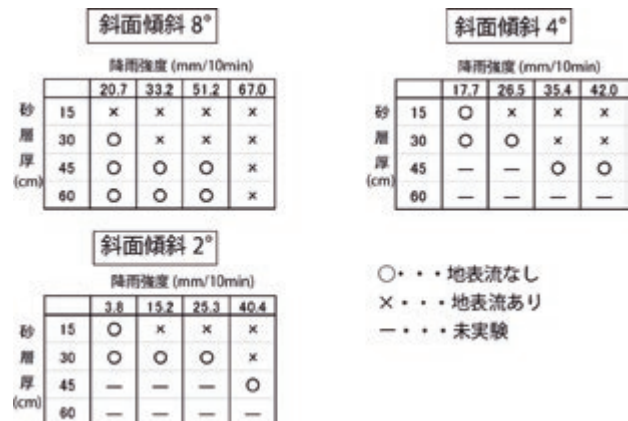 斜面傾斜 8°
降雨強度 (mm/10min)
20.7 33.2 51.2 67.0
砂層厚 (cm)
15 × × × ×
30 ○ × × ×
45 ○ ○ ○ ×
60 ○ ○ ○ ×
斜面傾斜 4°
降雨強度 (mm/10min)
17.7 26.5 35.4 42.0
砂層厚 (cm)
15 ○ × × ×
30 ○ ○ × ×
45 — — ○ ○
60 — — — —
斜面傾斜 2°
降雨強度 (mm/10min)
3.8 15.2 25.3 40.4
砂層厚 (cm)
15 ○ × × ×
30 ○ ○ ○ ×
45 — — — ○
60 — — — —
○・・・地表流なし
×・・・地表流あり
—・・・未実験